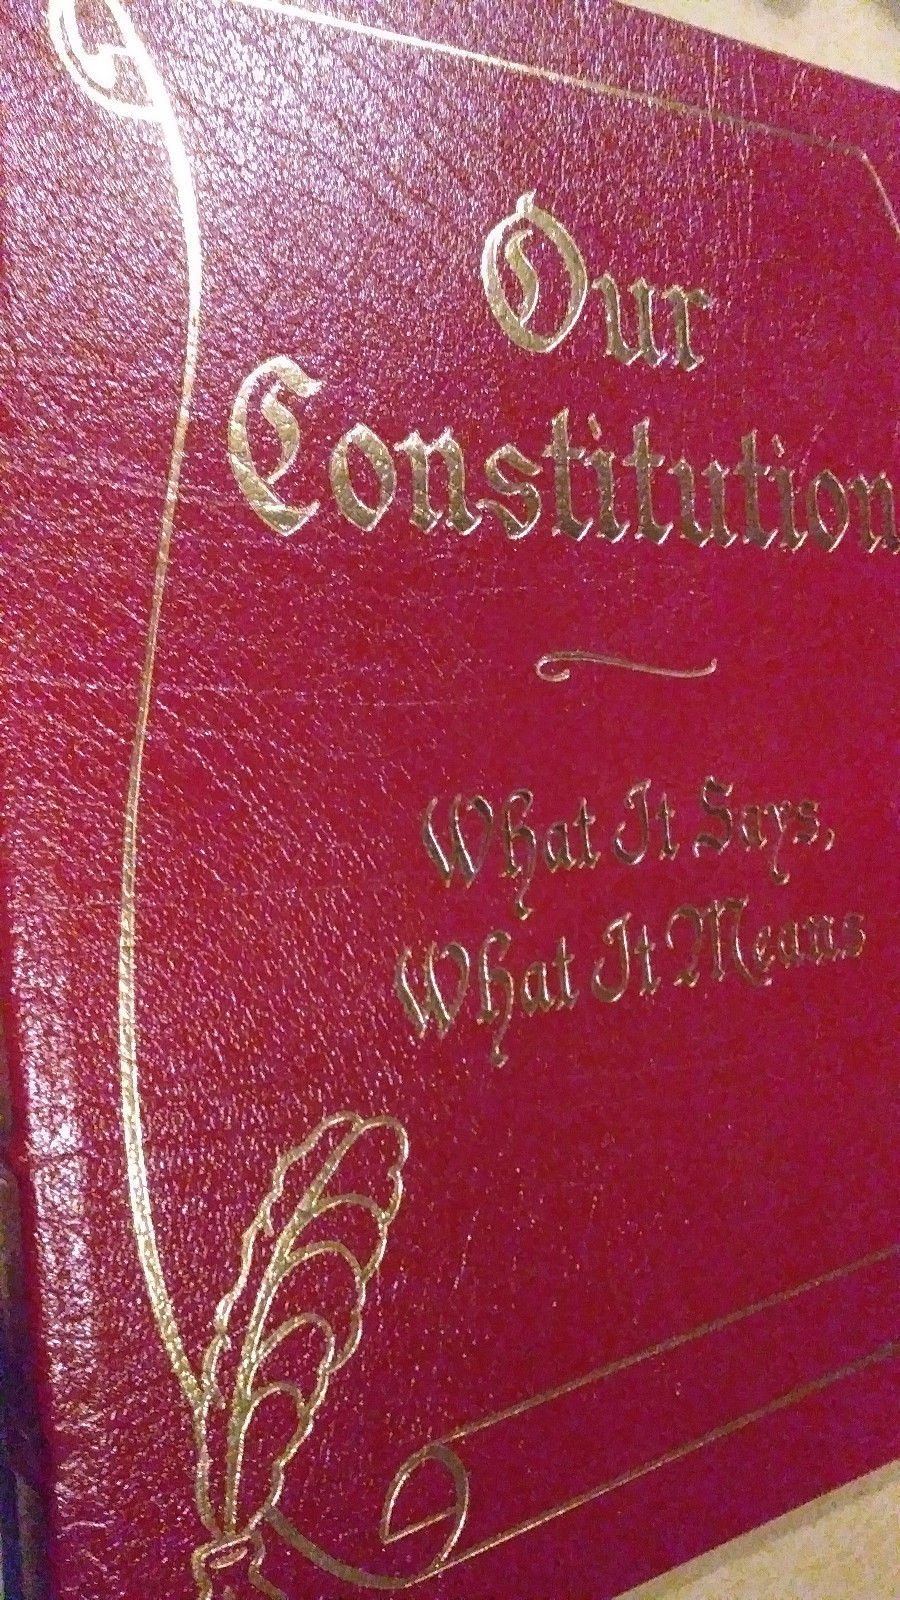 Our
Constitution
What It Says,
What It Means